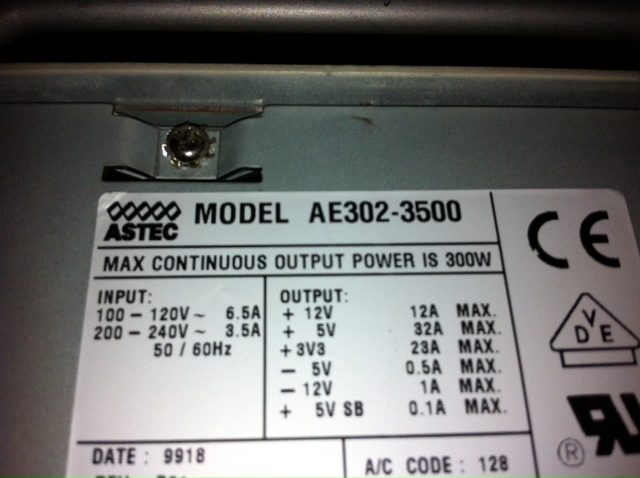 ASTEC MODEL AE302-3500
MAX CONTINUOUS OUTPUT POWER IS 300W
INPUT:
100 - 120V ~ 6.5A
200 - 240V ~ 3.5A
50 / 60Hz
OUTPUT:
+ 12V 12A MAX.
+ 5V 32A MAX.
+ 3V3 23A MAX.
- 5V 0.5A MAX.
- 12V 1A MAX.
+ 5V SB 0.1A MAX.
DATE : 9918
A/C CODE : 128
CE
VDE
®